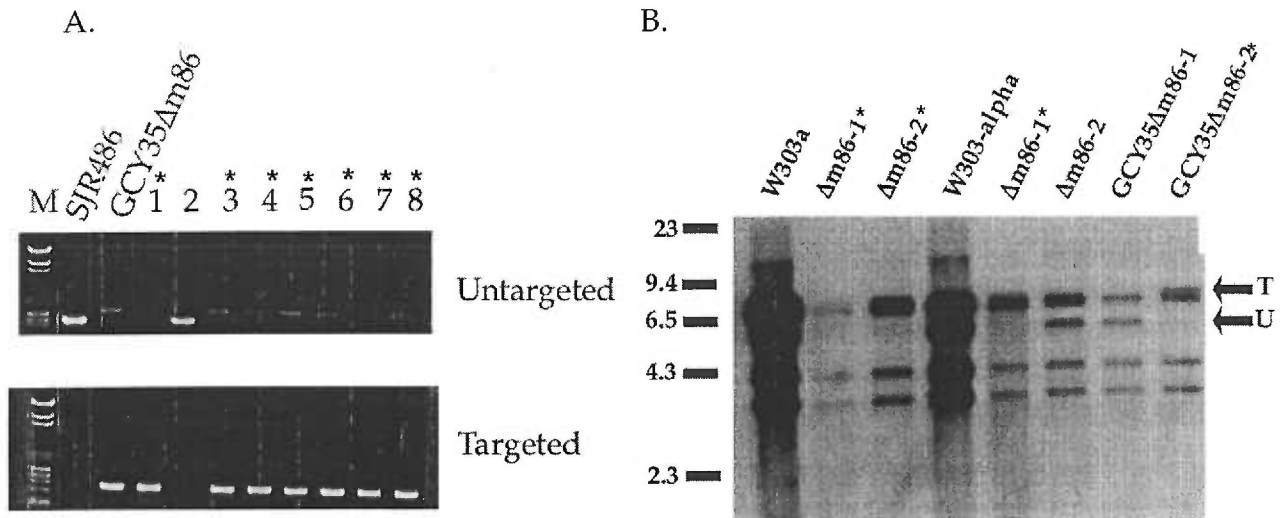 A.
M SJR486 GCY35Δm86 1* 2 3* 4* 5* 6* 7* 8*
Untargeted
Targeted
B.
W303a Δm86-1* Δm86-2* W303-alpha Δm86-1* Δm86-2 GCY35Δm86-1 GCY35Δm86-2*
23
9.4
6.5
4.3
2.3
T
U